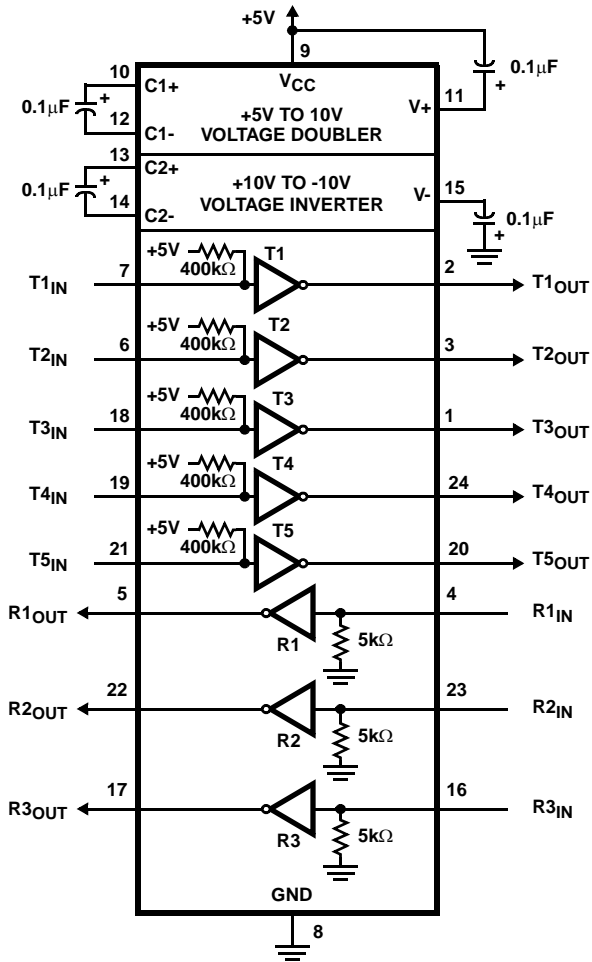 +5V
9
10
C1+
VCC
0.1µF
+
0.1µF
+
+5V TO 10V
VOLTAGE DOUBLER
V+
11
12
C1-
13
C2+
0.1µF
+
+10V TO -10V
VOLTAGE INVERTER
V-
15
14
C2-
0.1µF
+
+5V
400kΩ
T1
T1IN
7
2
T1OUT
+5V
400kΩ
T2
T2IN
6
3
T2OUT
+5V
400kΩ
T3
T3IN
18
1
T3OUT
+5V
400kΩ
T4
T4IN
19
24
T4OUT
+5V
400kΩ
T5
T5IN
21
20
T5OUT
R1OUT
5
4
R1IN
R1
5kΩ
R2OUT
22
23
R2IN
R2
5kΩ
R3OUT
17
16
R3IN
R3
5kΩ
GND
8